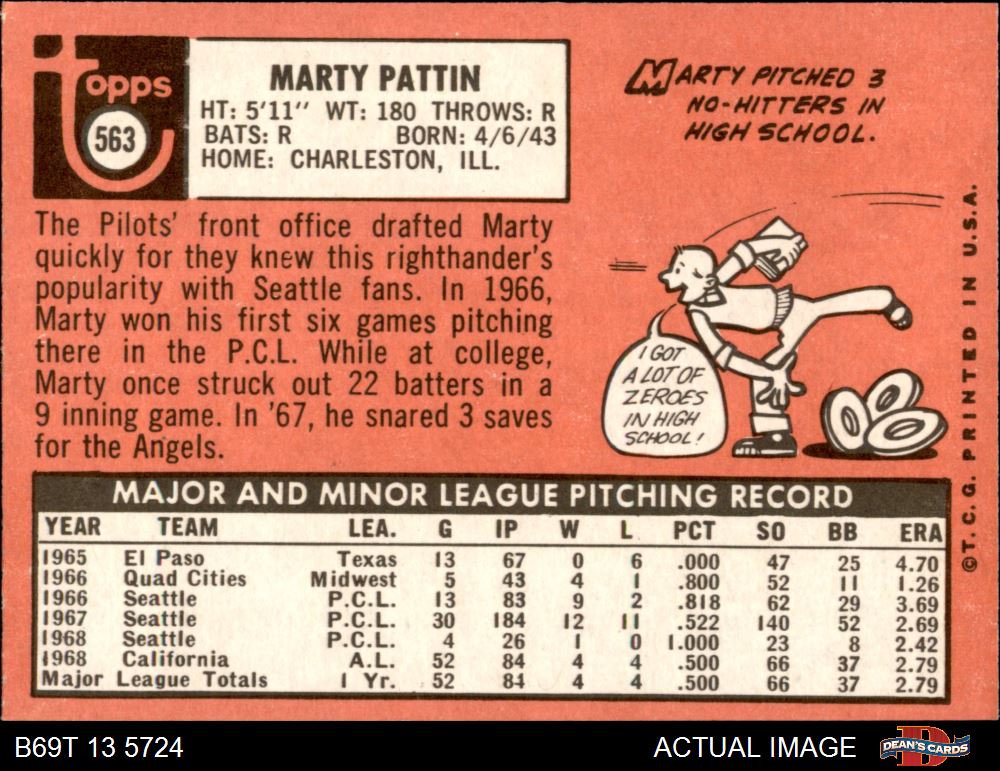 Topps
563
MARTY PATTIN
HT: 5'11" WT: 180 THROWS: R
BATS: R BORN: 4/6/43
HOME: CHARLESTON, ILL.
MARTY PITCHED 3
NO-HITTERS IN
HIGH SCHOOL.
The Pilots' front office drafted Marty
quickly for they knew this righthander's
popularity with Seattle fans. In 1966,
Marty won his first six games pitching
there in the P.C.L. While at college,
Marty once struck out 22 batters in a
9 inning game. In '67, he snared 3 saves
for the Angels.
I GOT
A LOT OF
ZEROES
IN HIGH
SCHOOL!
MAJOR AND MINOR LEAGUE PITCHING RECORD
YEAR TEAM LEA. G IP W L PCT SO BB ERA
1965 El Paso Texas 13 67 0 6 .000 47 25 4.70
1966 Quad Cities Midwest 5 43 4 1 .800 52 11 1.26
1966 Seattle P.C.L. 13 83 9 2 .818 62 29 3.69
1967 Seattle P.C.L. 30 184 12 11 .522 140 52 2.69
1968 Seattle P.C.L. 4 26 1 0 1.000 23 8 2.42
1968 California A.L. 52 84 4 4 .500 66 37 2.79
Major League Totals 1 Yr. 52 84 4 4 .500 66 37 2.79
©T.C.G. PRINTED IN U.S.A.
B69T 13 5724
ACTUAL IMAGE
DEAN'S CARDS